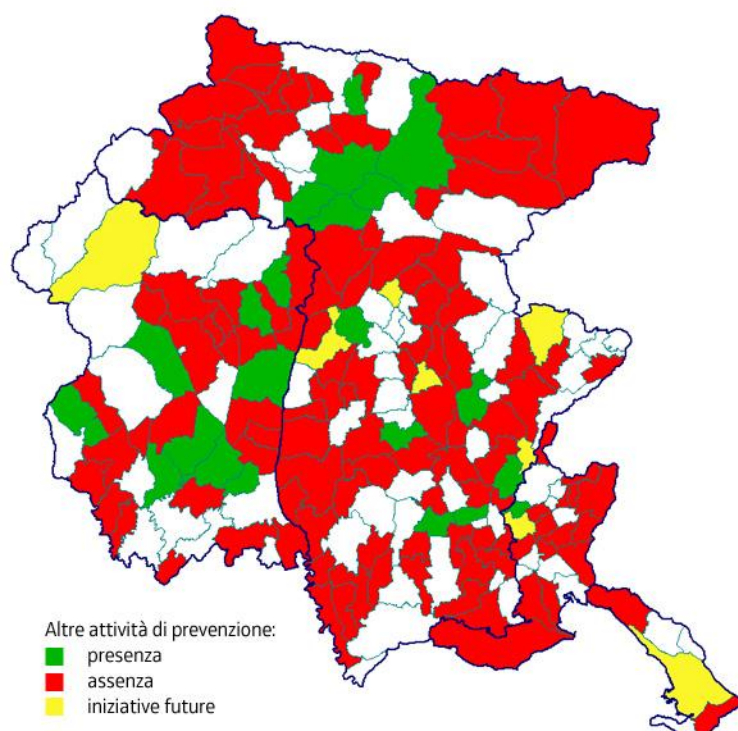 Altre attività di prevenzione:
presenza
assenza
iniziative future